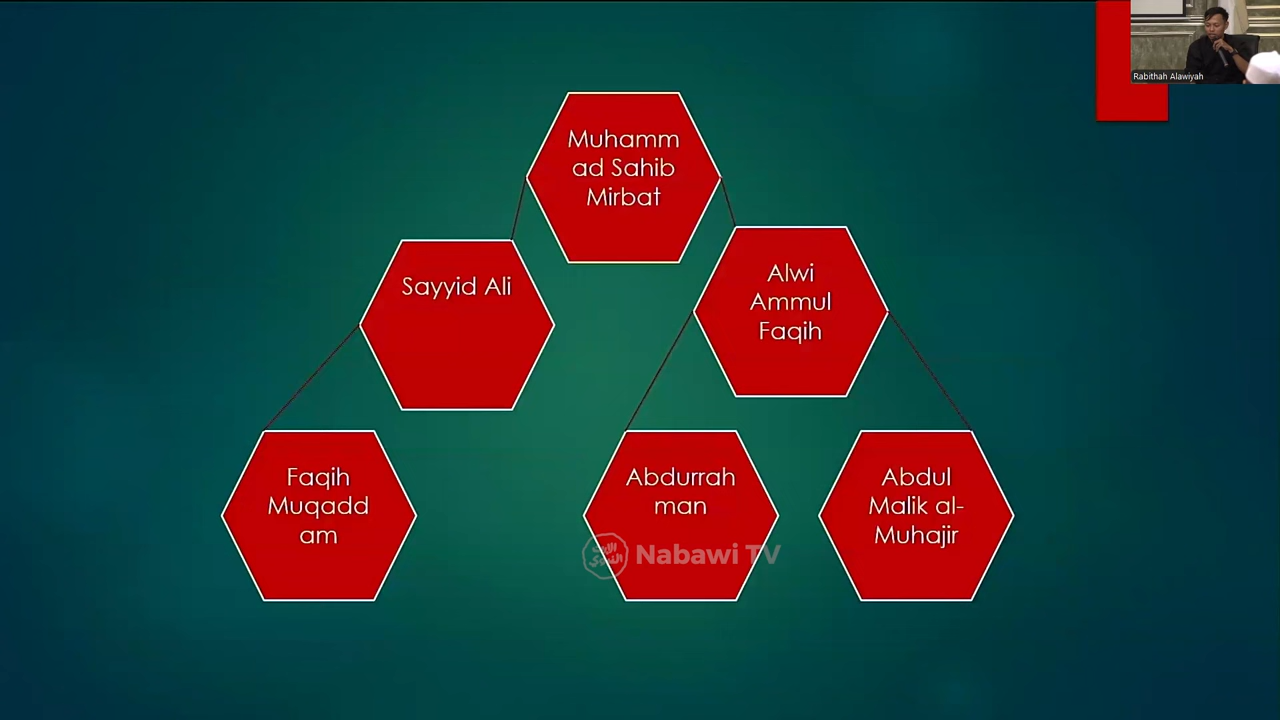 Rabithah Alawiyah
Muhamm
ad Sahib
Mirbat
Sayyid Ali
Alwi
Ammul
Faqih
Faqih
Muqadd
am
Abdurrah
man
Abdul
Malik al-
Muhajir
Nabawi TV